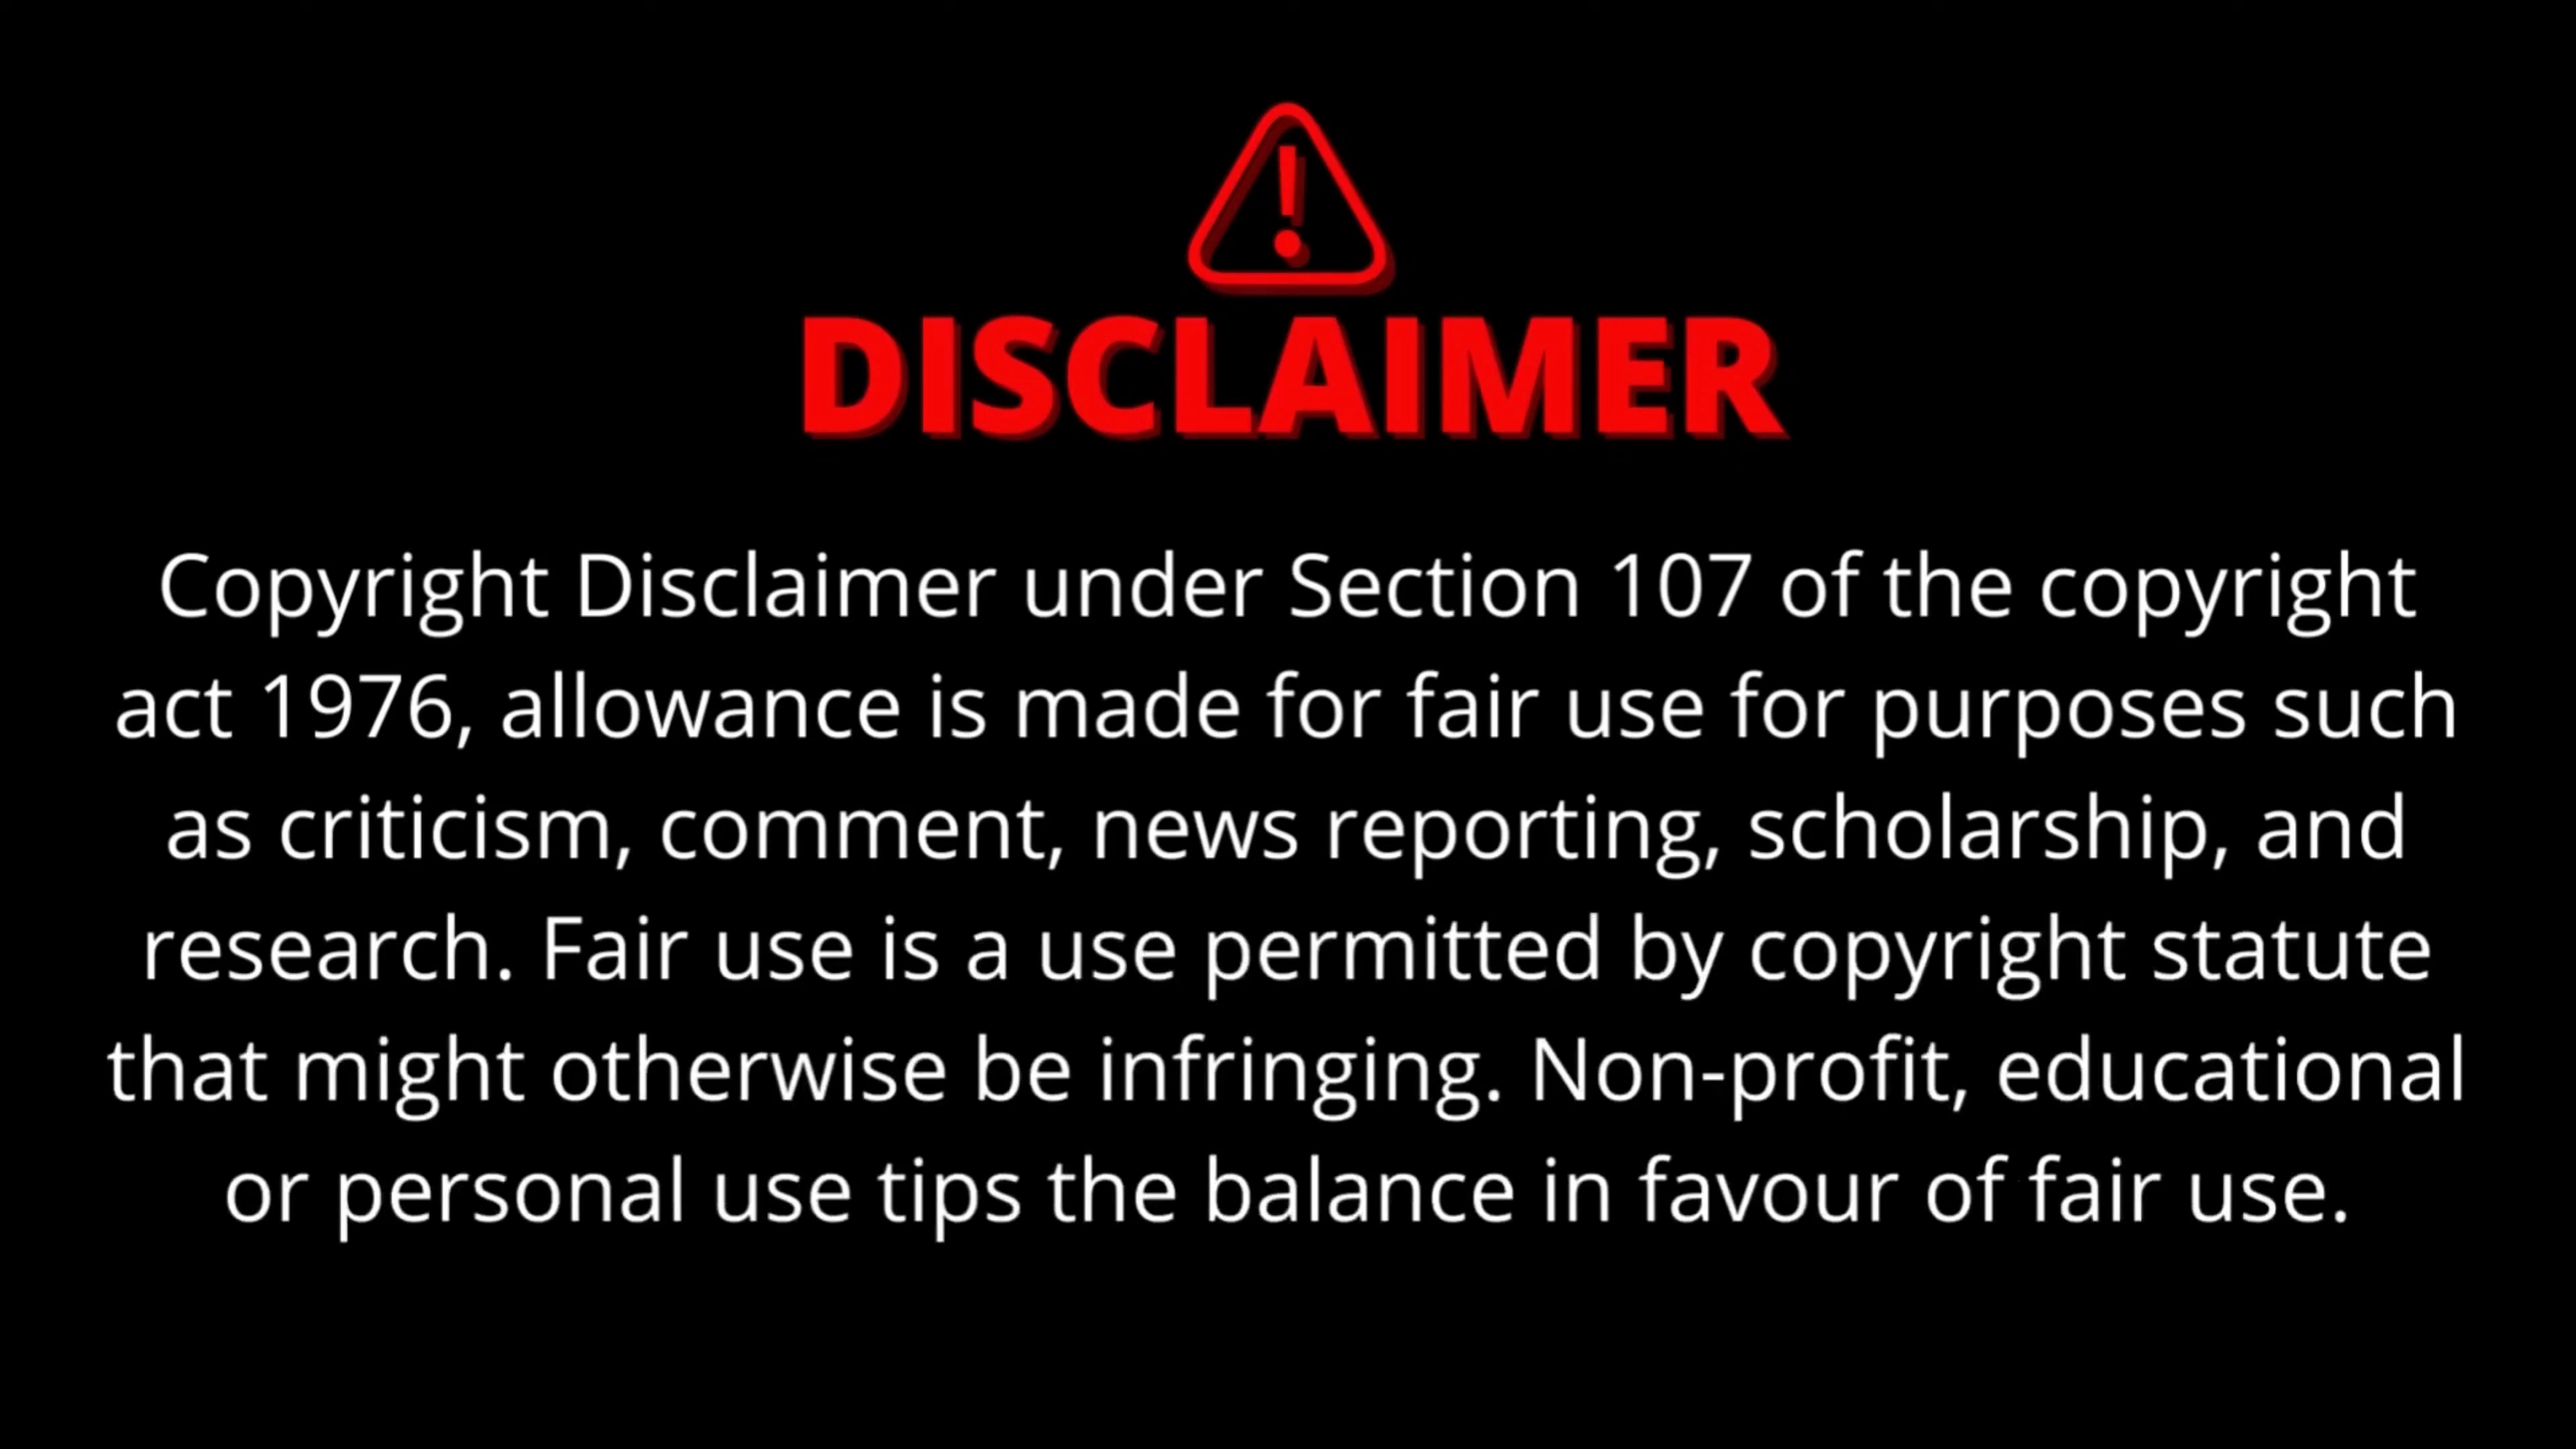 DISCLAIMER
Copyright Disclaimer under Section 107 of the copyright
act 1976, allowance is made for fair use for purposes such
as criticism, comment, news reporting, scholarship, and
research. Fair use is a use permitted by copyright statute
that might otherwise be infringing. Non-profit, educational
or personal use tips the balance in favour of fair use.